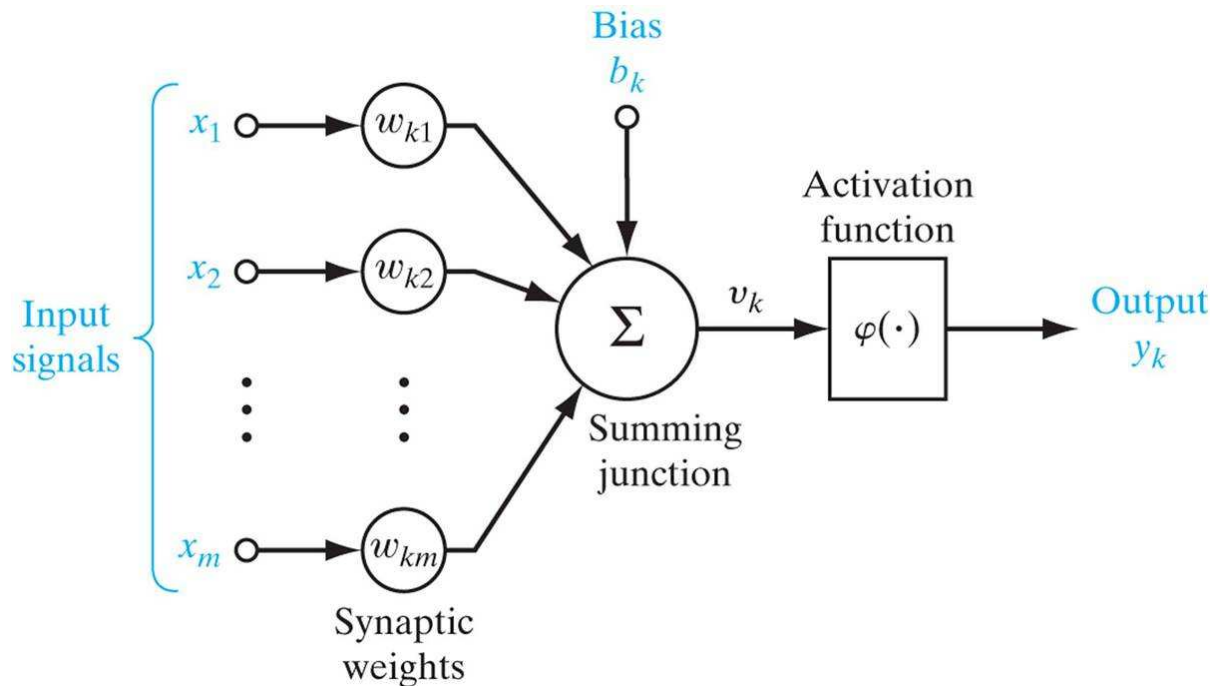 Bias
b_k
x_1
w_k1
Activation
function
x_2
w_k2
Input
signals
Σ
v_k
φ(·)
Output
y_k
Summing
junction
x_m
w_km
Synaptic
weights